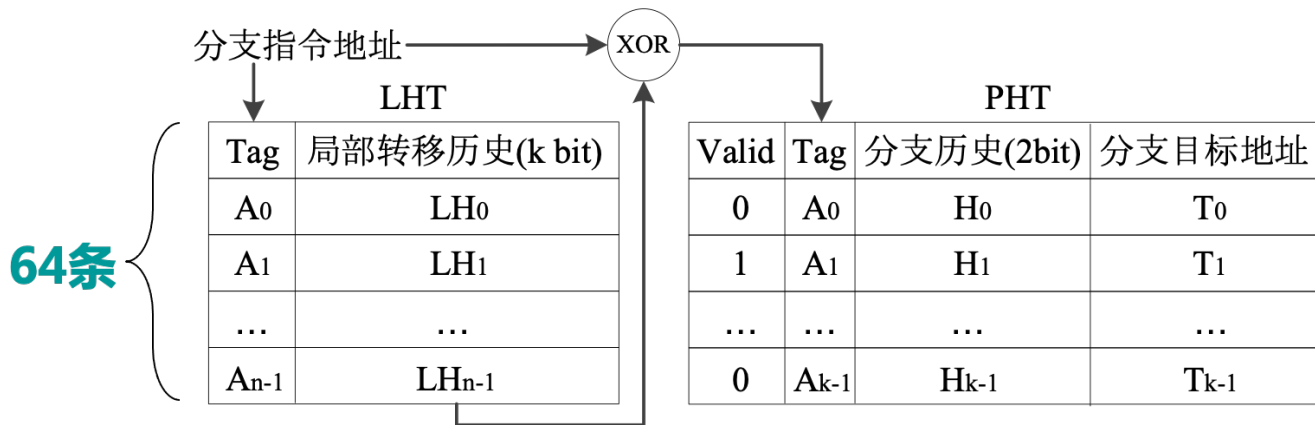 分支指令地址
XOR
LHT
PHT
64条
Tag 局部转移历史(k bit)
A0 LH0
A1 LH1
... ...
An-1 LHn-1
Valid Tag 分支历史(2bit) 分支目标地址
0 A0 H0 T0
1 A1 H1 T1
... ... ... ...
0 Ak-1 Hk-1 Tk-1